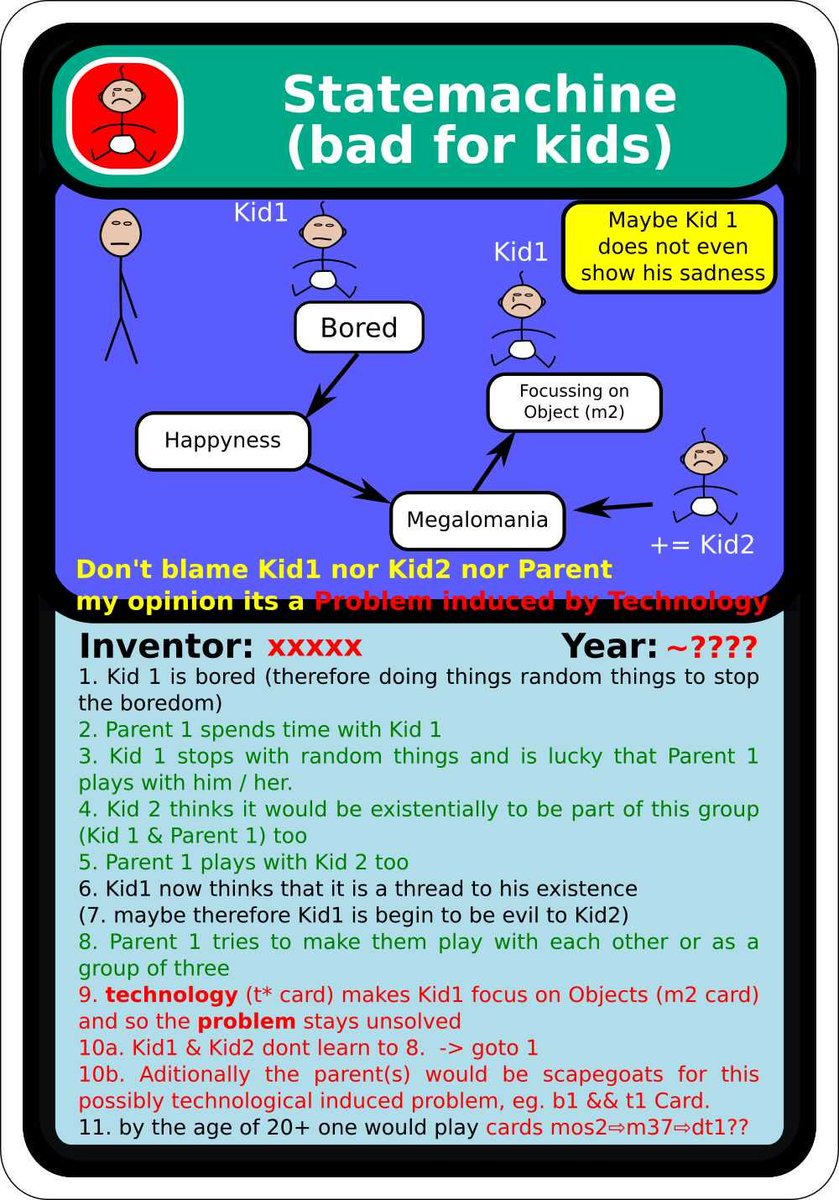 Statemachine
(bad for kids)
Kid1
Maybe Kid 1
does not even
show his sadness
Kid1
Bored
Focussing on
Object (m2)
Happyness
Megalomania
+= Kid2
Don't blame Kid1 nor Kid2 nor Parent
my opinion its a Problem induced by Technology
Inventor: xxxxx Year: ~????
1. Kid 1 is bored (therefore doing things random things to stop
the boredom)
2. Parent 1 spends time with Kid 1
3. Kid 1 stops with random things and is lucky that Parent 1
plays with him / her.
4. Kid 2 thinks it would be existentially to be part of this group
(Kid 1 & Parent 1) too
5. Parent 1 plays with Kid 2 too
6. Kid1 now thinks that it is a thread to his existence
(7. maybe therefore Kid1 is begin to be evil to Kid2)
8. Parent 1 tries to make them play with each other or as a
group of three
9. technology (t* card) makes Kid1 focus on Objects (m2 card)
and so the problem stays unsolved
10a. Kid1 & Kid2 dont learn to 8.  -> goto 1
10b. Aditionally the parent(s) would be scapegoats for this
possibly technological induced problem, eg. b1 && t1 Card.
11. by the age of 20+ one would play cards mos2⇨m37⇨dt1??